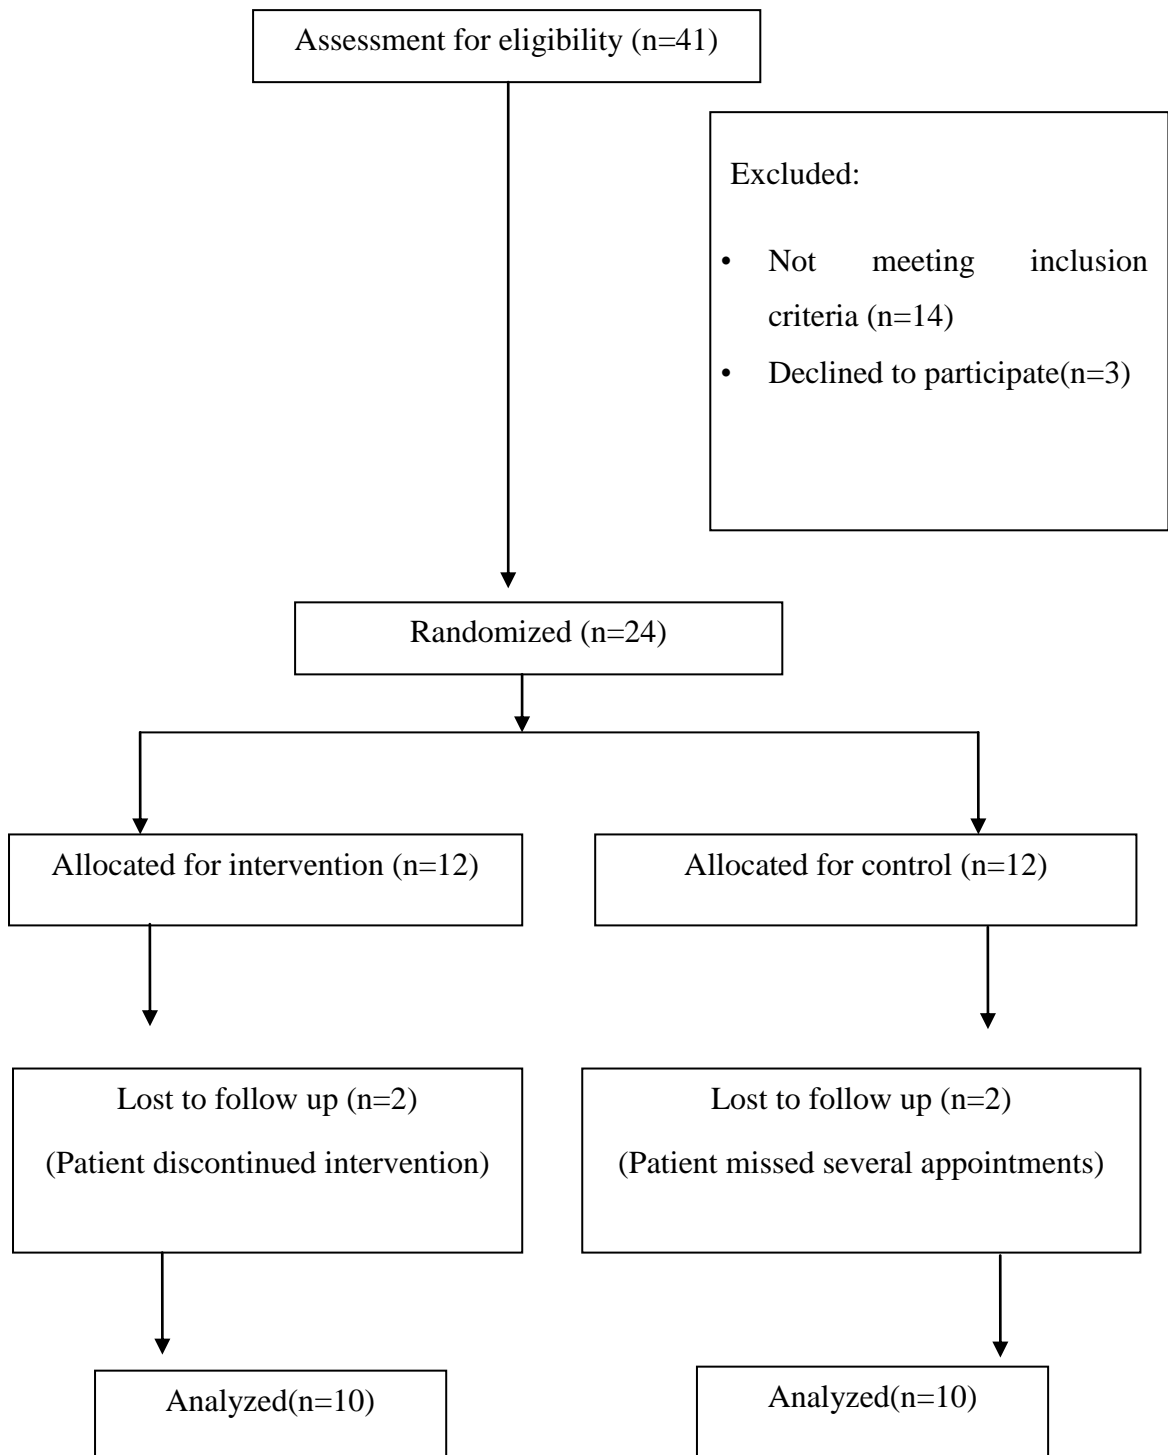 Assessment for eligibility (n=41)
Excluded:
• Not meeting inclusion
criteria (n=14)
• Declined to participate(n=3)
Randomized (n=24)
Allocated for intervention (n=12)
Allocated for control (n=12)
Lost to follow up (n=2)
(Patient discontinued intervention)
Lost to follow up (n=2)
(Patient missed several appointments)
Analyzed(n=10)
Analyzed(n=10)